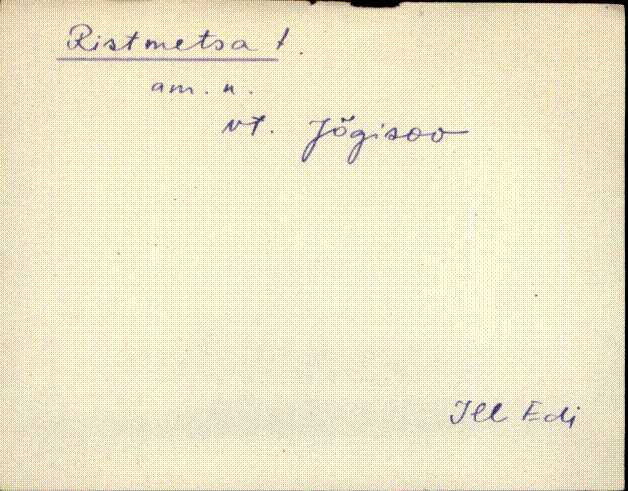 Ristmetsa t.
am. n.
vt. Jõgisoo
Ill Edi